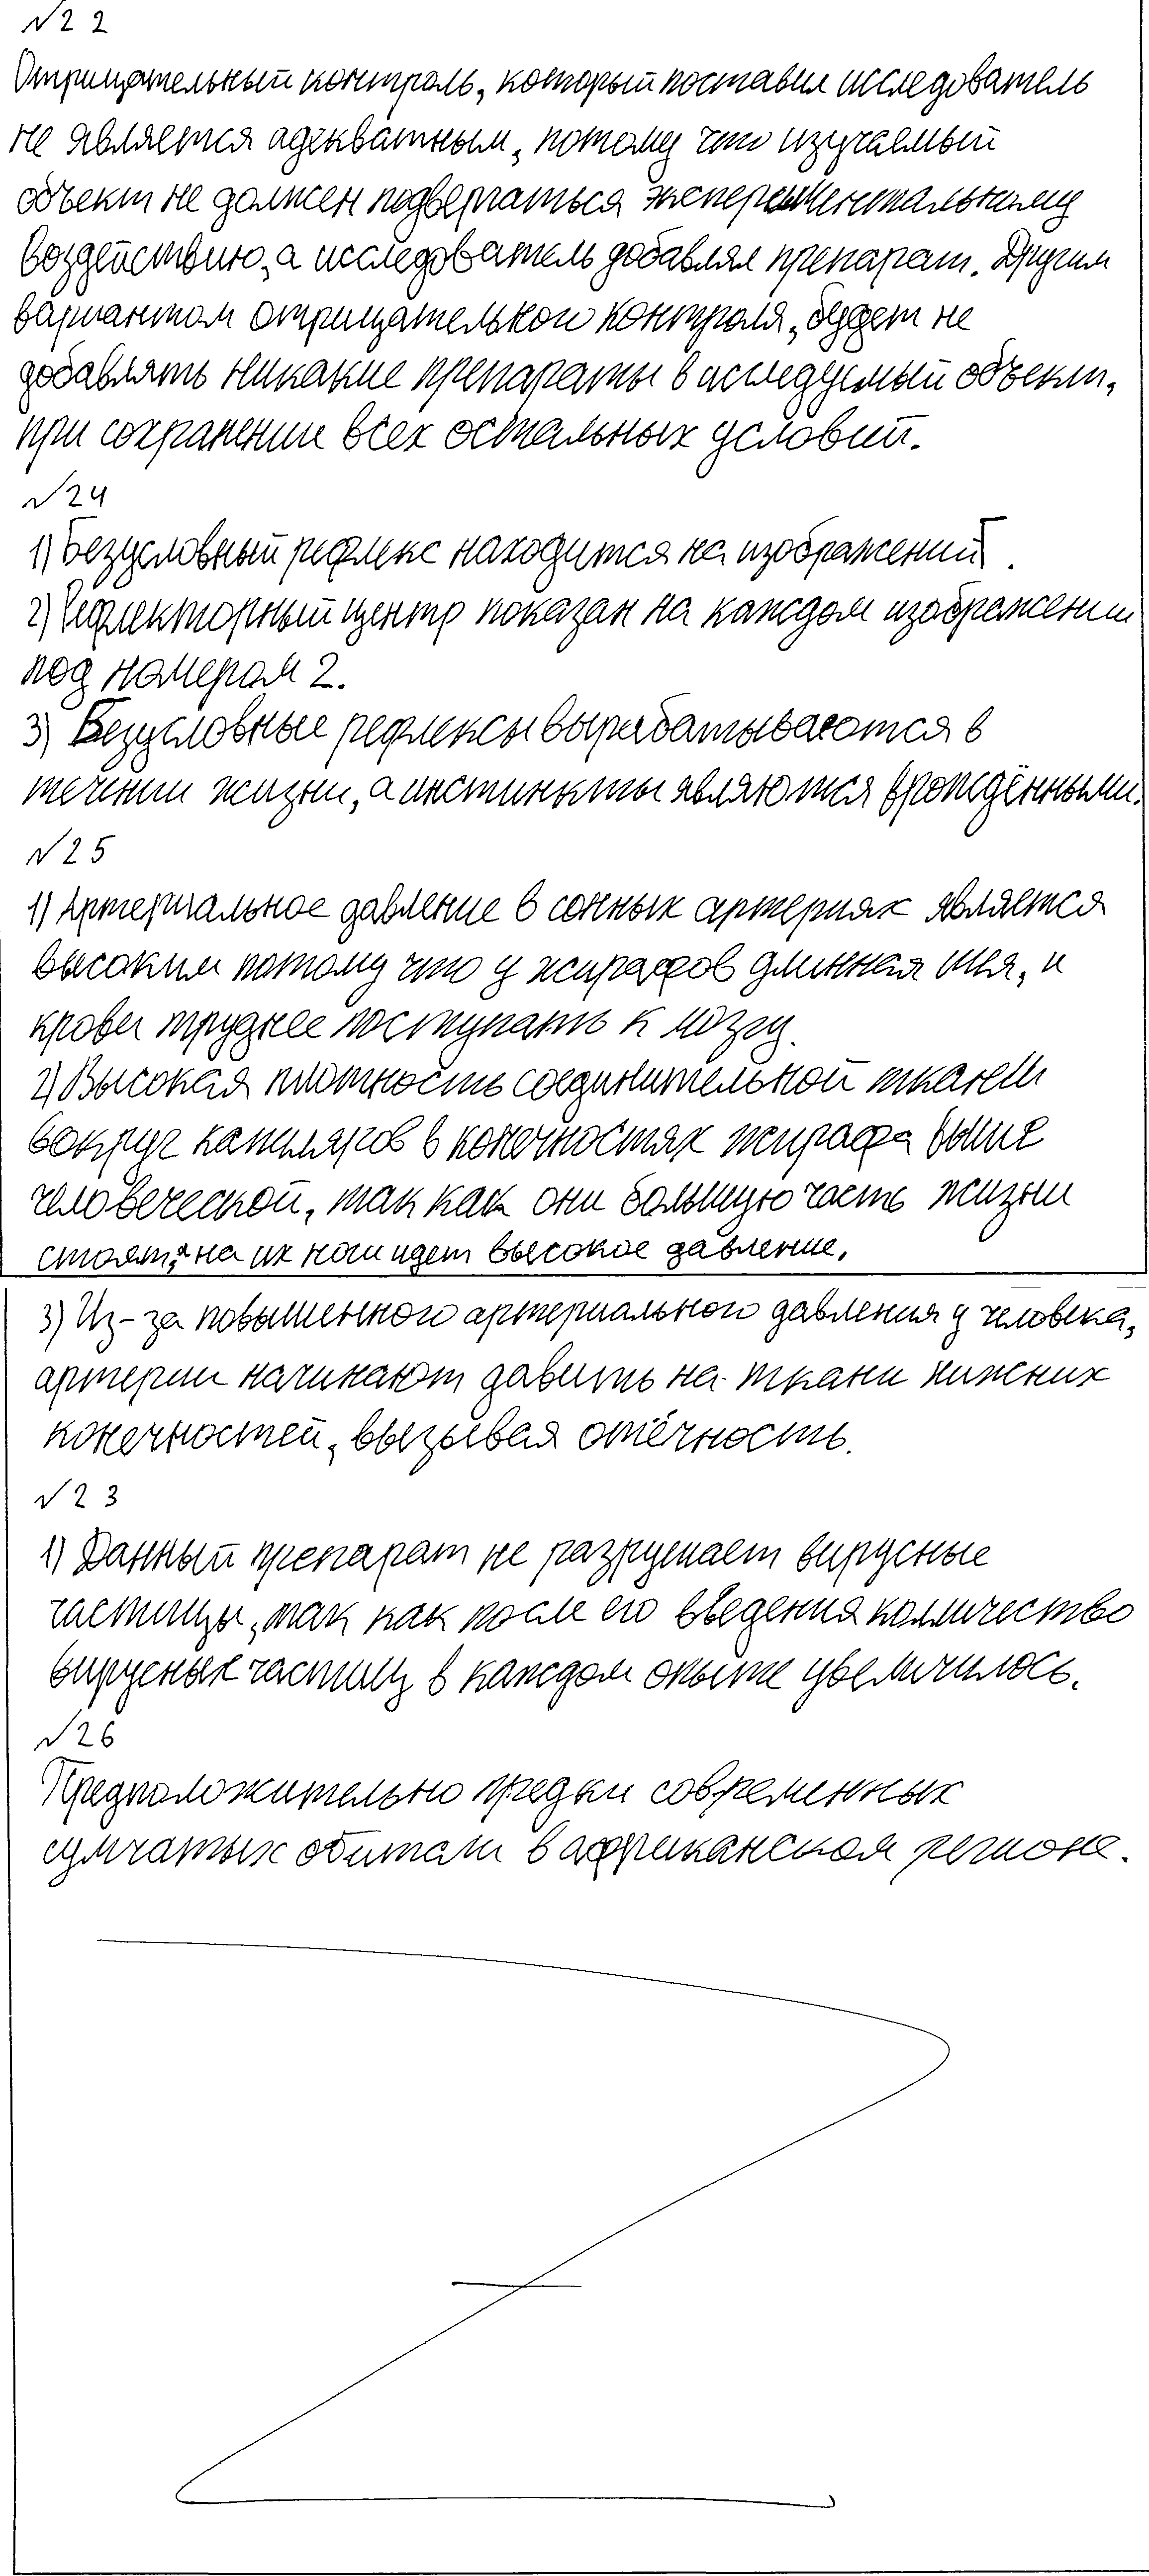 №22
Отрицательный контроль, который поставил исследователь
не является адекватным, потому что изучаемый
объект не должен подвергаться эксперементальному
воздействию, а исследователь добавлял препарат. Другим
вариантом отрицательного контроля, будет не
добавлять никакие препараты в исследуемый объект,
при сохранении всех остальных условий.
№24
1) Безусловный рефлекс находится на изображении Б.
2) Рефлекторный центр показан на каждом изображении
под номером 2.
3) Безусловные рефлексы вырабатываются в
течении жизни, а инстинкты являются врождёнными.
№25
1) Артериальное давление в сонных артериях является
высоким потому что у жирафов длинная шея, и
крови труднее поступать к мозгу.
2) Высокая плотность соединительной ткани
вокруг капиляров в конечностях жирафа выше
человеческой, так как они большую часть жизни
стоят, на их ноги идет высокое давление.
3) Из-за повышенного артериального давления у человека,
артерии начинают давить на ткани нижних
конечностей, вызывая отёчность.
№23
1) Данный препарат не разрушает вирусные
частицы, так как после его введения колличество
вирусных частиц в каждом опыте увеличилось.
№26
Предположительно предки современных
сумчатых обитали в африканском регионе.